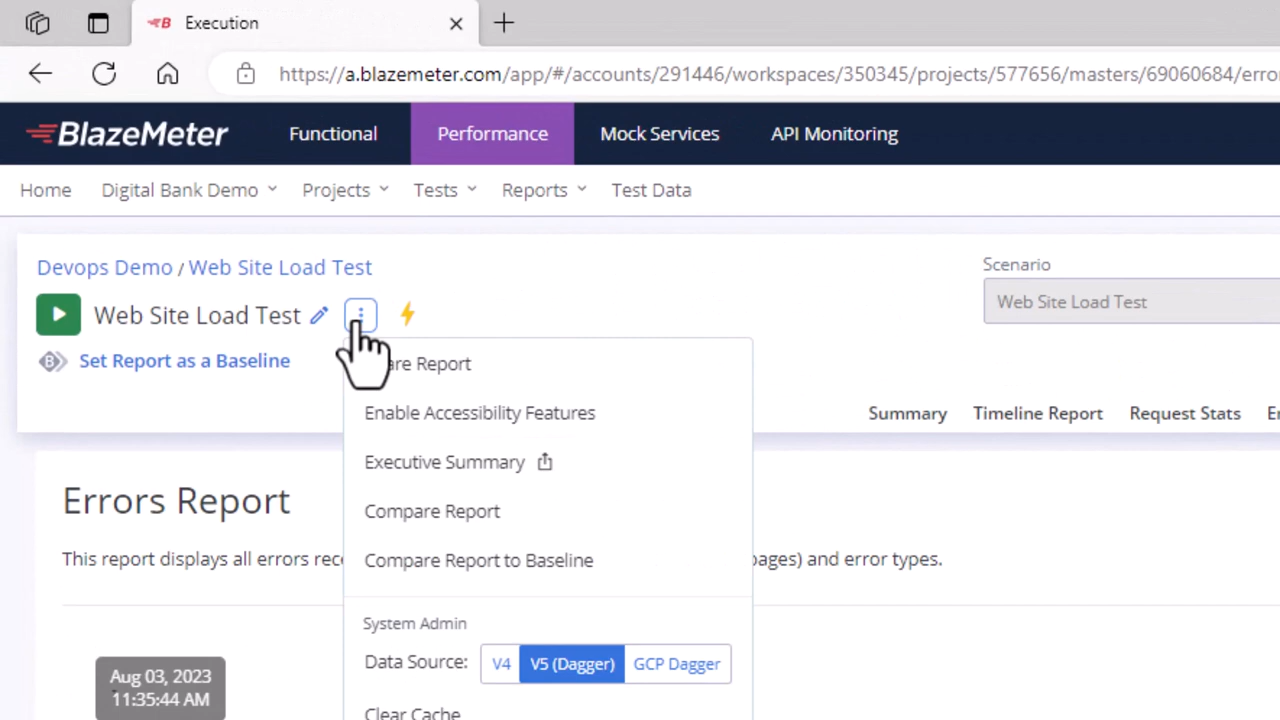 Execution
https://a.blazemeter.com/app/#/accounts/291446/workspaces/350345/projects/577656/masters/69060684/erro
BlazeMeter Functional Performance Mock Services API Monitoring
Home Digital Bank Demo Projects Tests Reports Test Data
Devops Demo / Web Site Load Test
Scenario
Web Site Load Test
Web Site Load Test
Set Report as a Baseline
are Report
Enable Accessibility Features
Summary Timeline Report Request Stats E
Executive Summary
Errors Report
Compare Report
This report displays all errors rece
pages) and error types.
Compare Report to Baseline
System Admin
Data Source: V4 V5 (Dagger) GCP Dagger
Aug 03, 2023
11:35:44 AM
Clear Cache